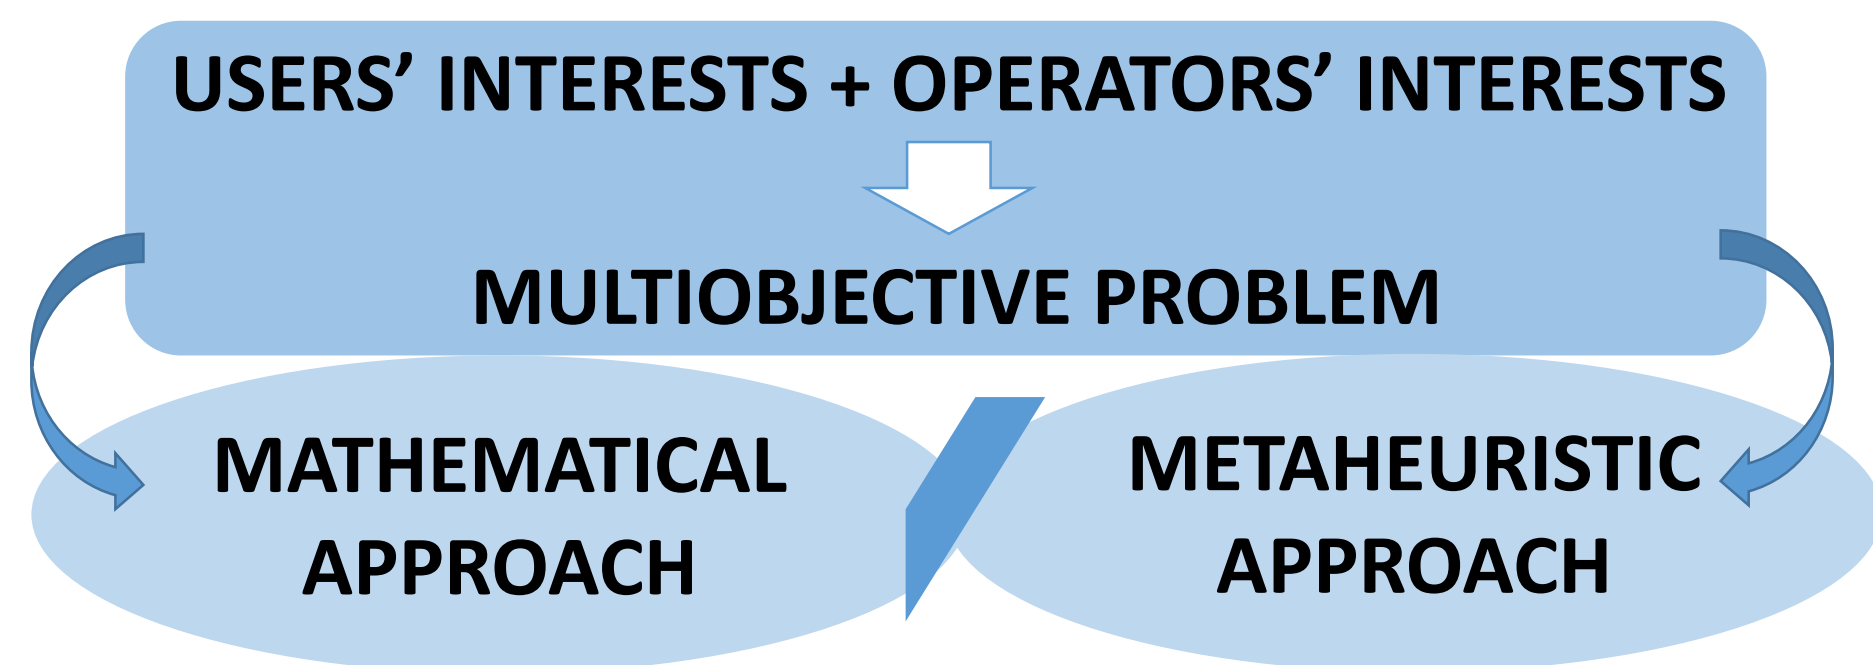 USERS’ INTERESTS + OPERATORS’ INTERESTS
MULTIOBJECTIVE PROBLEM
MATHEMATICAL
APPROACH
METAHEURISTIC
APPROACH